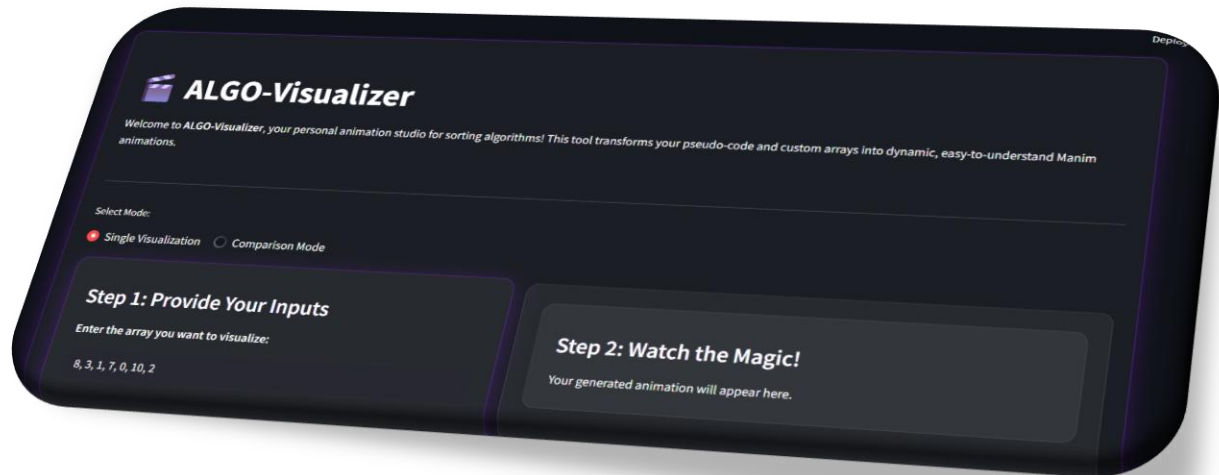 Deploy
ALGO-Visualizer
Welcome to ALGO-Visualizer, your personal animation studio for sorting algorithms! This tool transforms your pseudo-code and custom arrays into dynamic, easy-to-understand Manim
animations.
Select Mode:
Single Visualization Comparison Mode
Step 1: Provide Your Inputs
Enter the array you want to visualize:
8, 3, 1, 7, 0, 10, 2
Step 2: Watch the Magic!
Your generated animation will appear here.